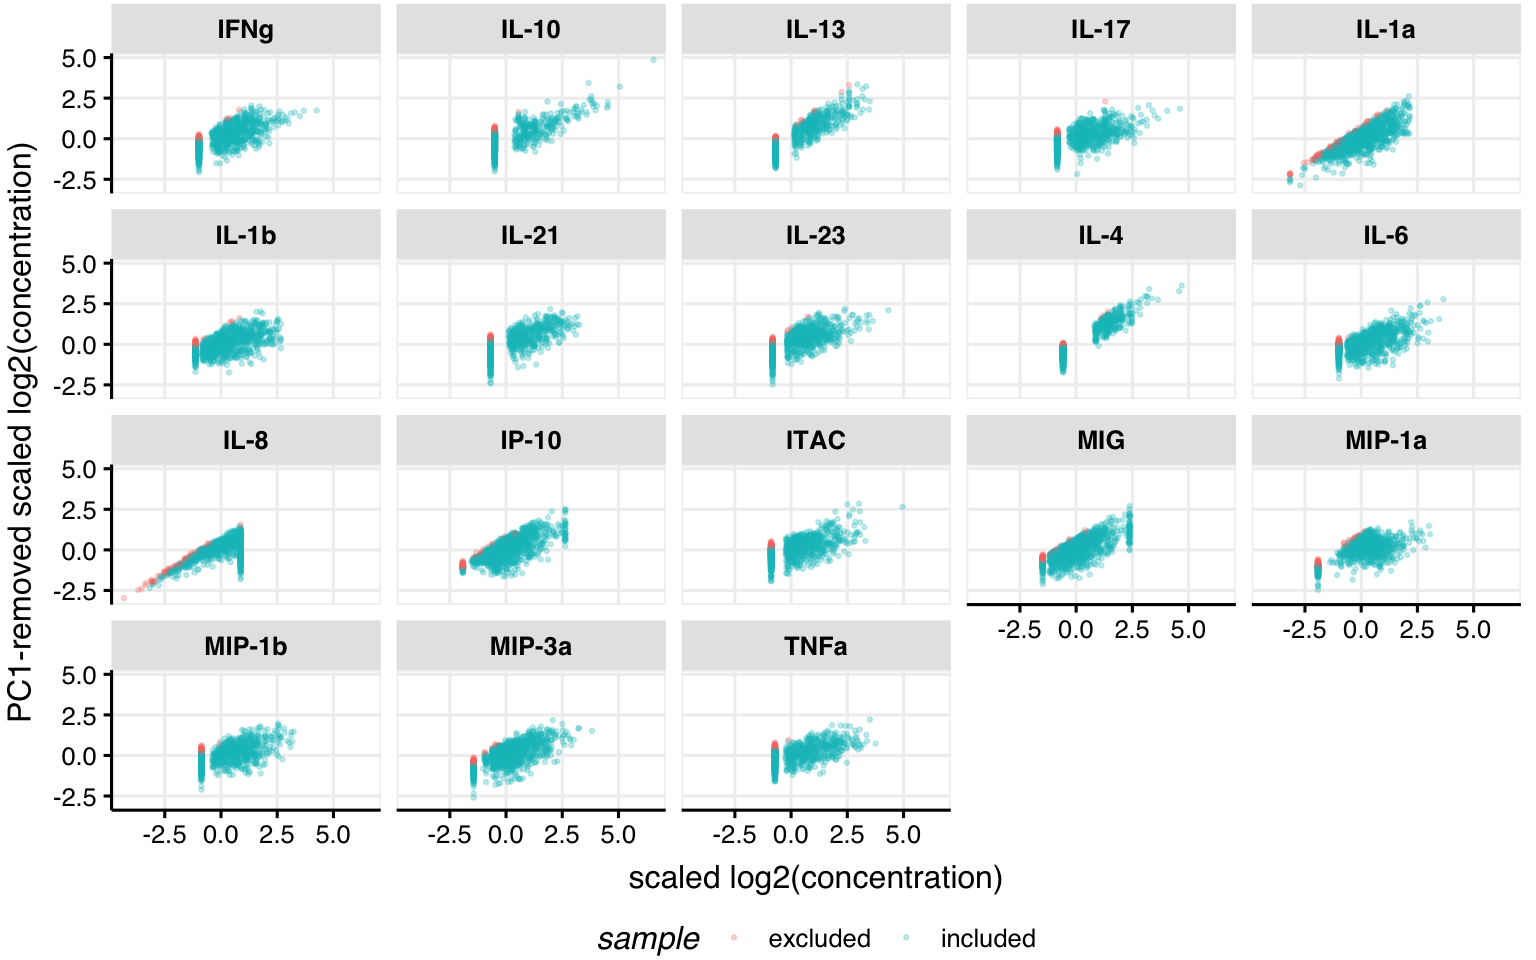 IFNg IL-10 IL-13 IL-17 IL-1a
5.0
2.5
0.0
-2.5
IL-1b IL-21 IL-23 IL-4 IL-6
5.0
2.5
0.0
-2.5
IL-8 IP-10 ITAC MIG MIP-1a
5.0
2.5
0.0
-2.5
-2.5 0.0 2.5 5.0 -2.5 0.0 2.5 5.0
MIP-1b MIP-3a TNFa
5.0
2.5
0.0
-2.5
-2.5 0.0 2.5 5.0 -2.5 0.0 2.5 5.0 -2.5 0.0 2.5 5.0
PC1-removed scaled log2(concentration)
scaled log2(concentration)
sample excluded included